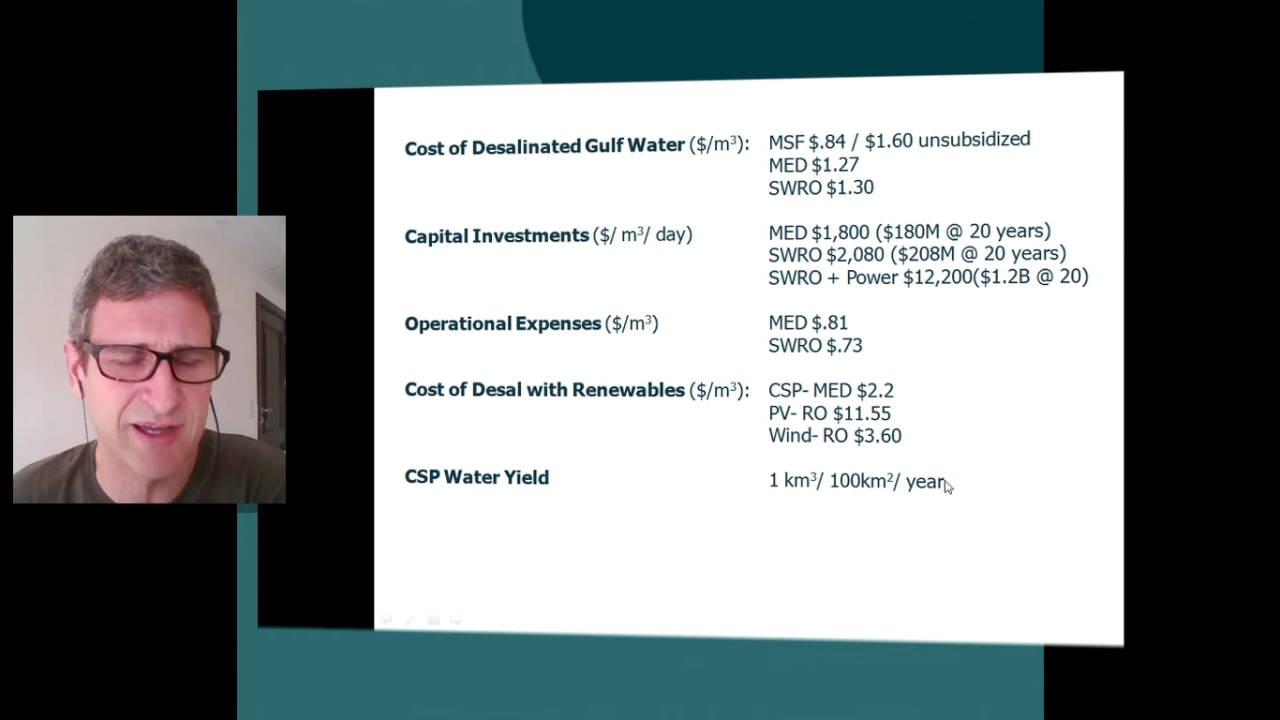 Cost of Desalinated Gulf Water ($/m³): MSF $.84 / $1.60 unsubsidized
MED $1.27
SWRO $1.30
Capital Investments ($/ m³/ day) MED $1,800 ($180M @ 20 years)
SWRO $2,080 ($208M @ 20 years)
SWRO + Power $12,200($1.2B @ 20)
Operational Expenses ($/m³) MED $.81
SWRO $.73
Cost of Desal with Renewables ($/m³): CSP- MED $2.2
PV- RO $11.55
Wind- RO $3.60
CSP Water Yield 1 km³/ 100km²/ year